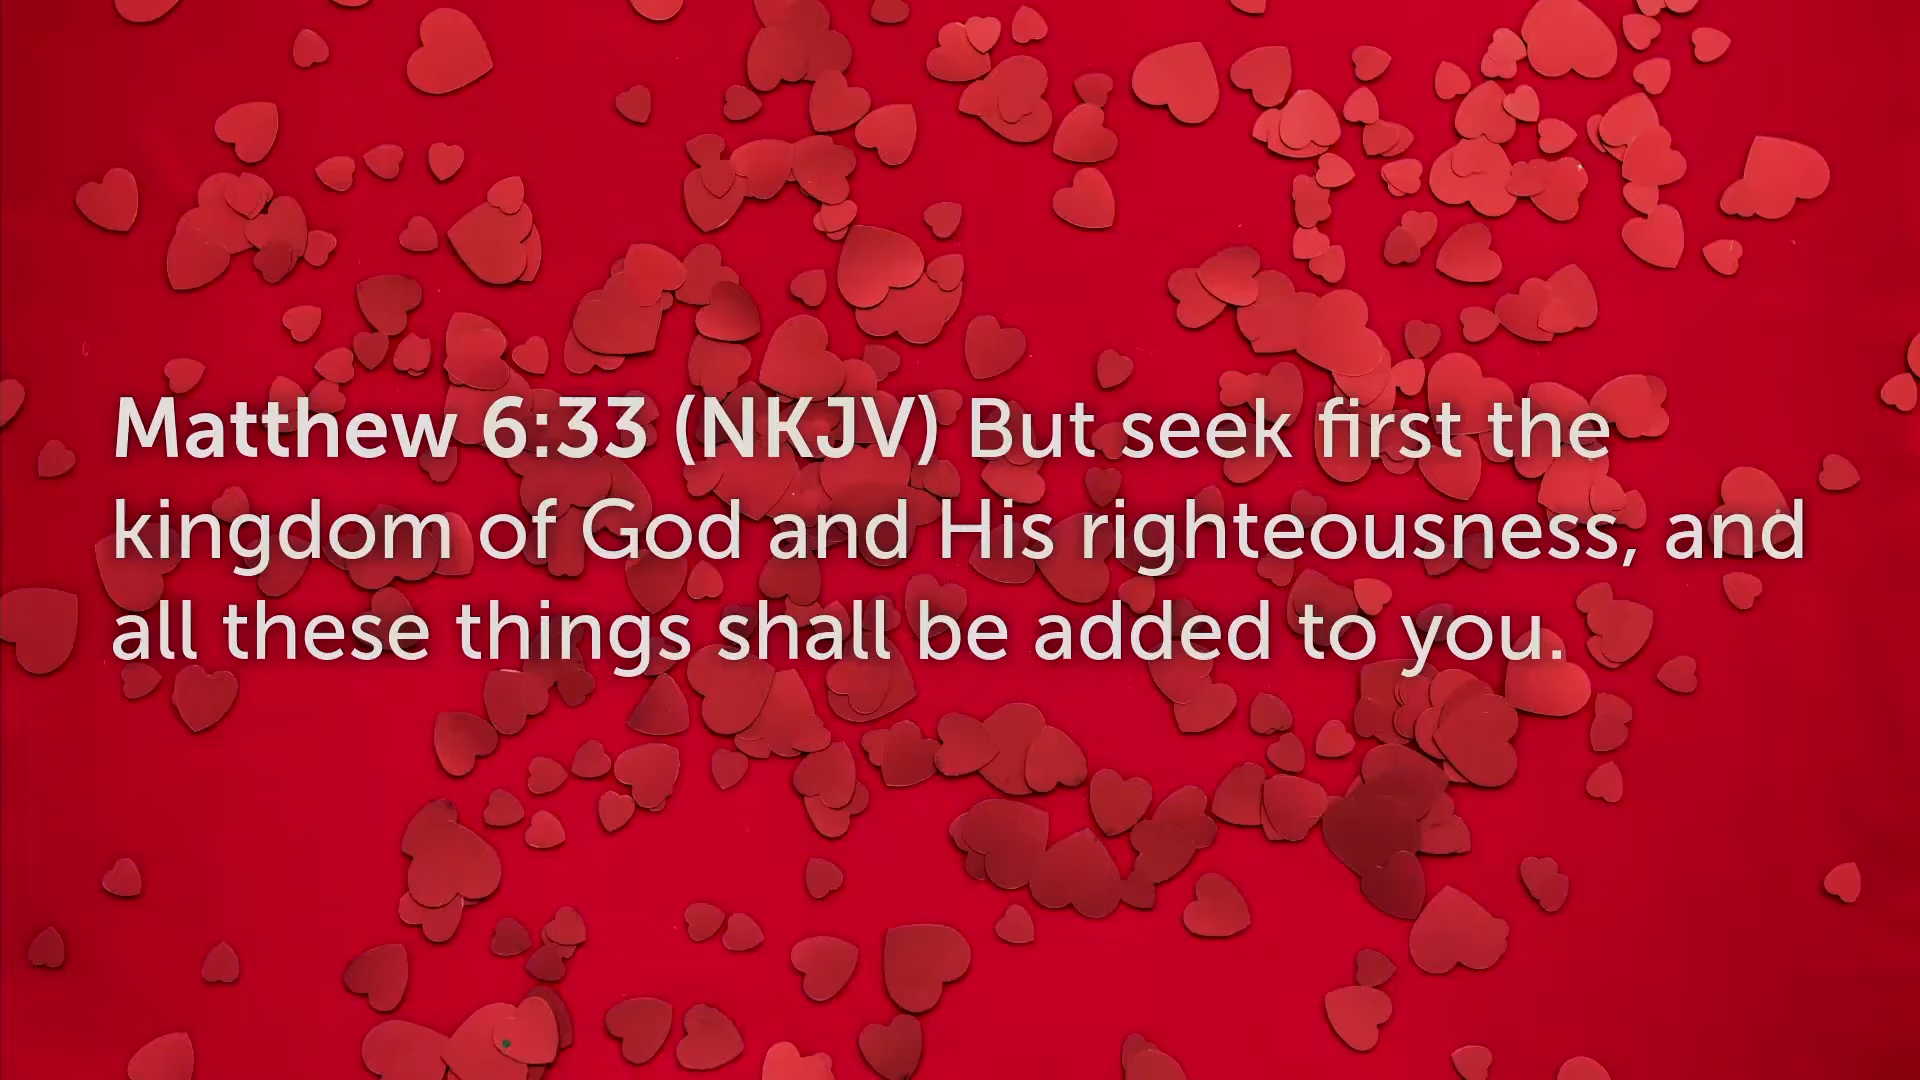 Matthew 6:33 (NKJV) But seek first the
kingdom of God and His righteousness, and
all these things shall be added to you.